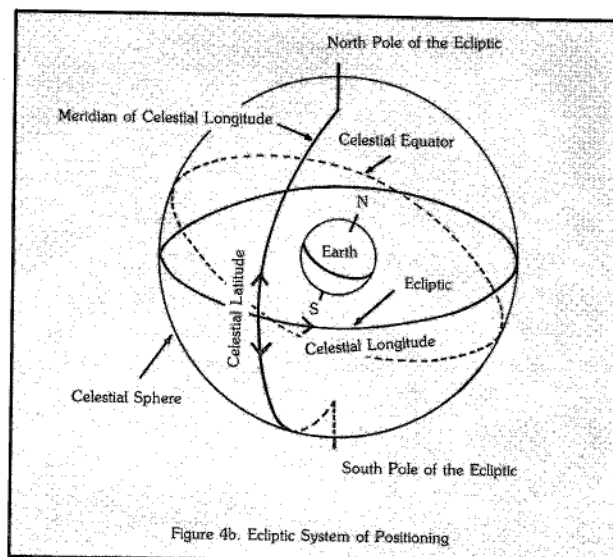 North Pole of the Ecliptic
Meridian of Celestial Longitude
Celestial Equator
N
Earth
Celestial Latitude
S
Ecliptic
Celestial Longitude
Celestial Sphere
South Pole of the Ecliptic
Figure 4b. Ecliptic System of Positioning